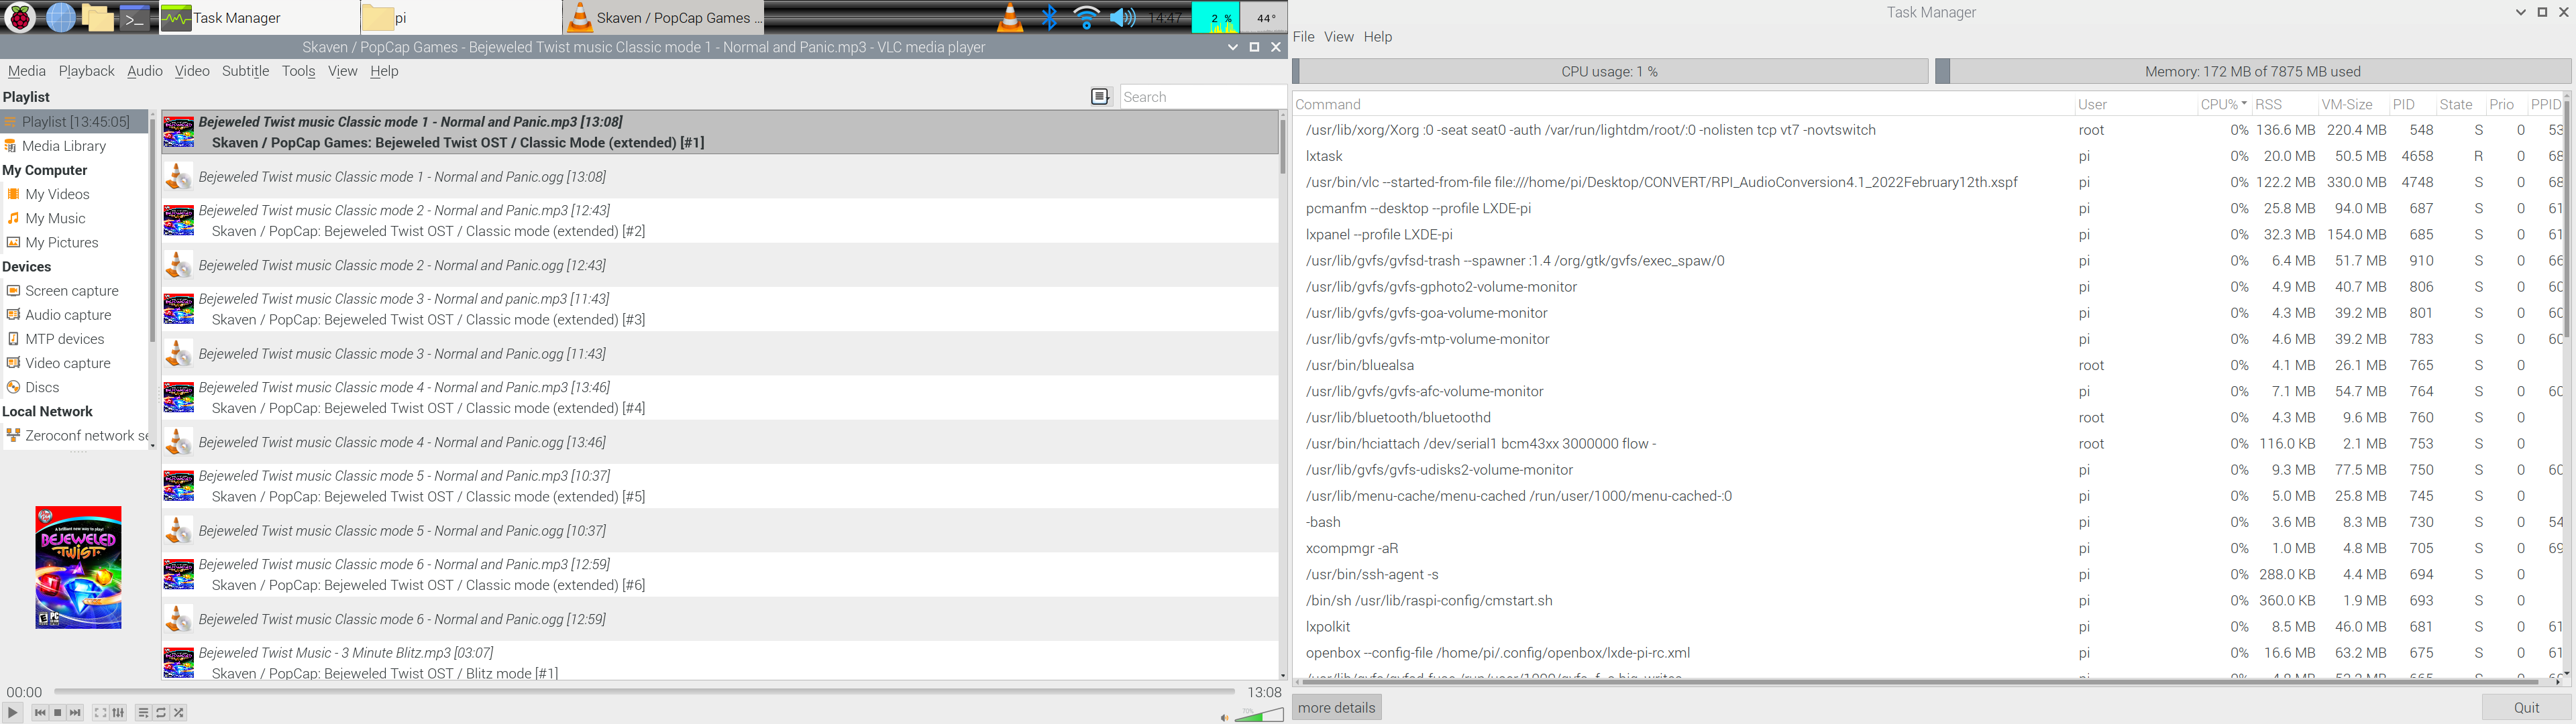 Task Manager
pi
Skaven / PopCap Games ...
14:47
2 %
44°
Skaven / PopCap Games - Bejeweled Twist music Classic mode 1 - Normal and Panic.mp3 - VLC media player
Media Playback Audio Video Subtitle Tools View Help
Playlist
Search
Playlist [13:45:05]
Media Library
My Computer
My Videos
My Music
My Pictures
Devices
Screen capture
Audio capture
MTP devices
Video capture
Discs
Local Network
Zeroconf network se
A brilliant new way to play!
BEJEWELED
TWIST
Bejeweled Twist music Classic mode 1 - Normal and Panic.mp3 [13:08]
Skaven / PopCap Games: Bejeweled Twist OST / Classic Mode (extended) [#1]
Bejeweled Twist music Classic mode 1 - Normal and Panic.ogg [13:08]
Bejeweled Twist music Classic mode 2 - Normal and Panic.mp3 [12:43]
Skaven / PopCap: Bejeweled Twist OST / Classic mode (extended) [#2]
Bejeweled Twist music Classic mode 2 - Normal and Panic.ogg [12:43]
Bejeweled Twist music Classic mode 3 - Normal and panic.mp3 [11:43]
Skaven / PopCap: Bejeweled Twist OST / Classic mode (extended) [#3]
Bejeweled Twist music Classic mode 3 - Normal and Panic.ogg [11:43]
Bejeweled Twist music Classic mode 4 - Normal and Panic.mp3 [13:46]
Skaven / PopCap: Bejeweled Twist OST / Classic mode (extended) [#4]
Bejeweled Twist music Classic mode 4 - Normal and Panic.ogg [13:46]
Bejeweled Twist music Classic mode 5 - Normal and Panic.mp3 [10:37]
Skaven / PopCap: Bejeweled Twist OST / Classic mode (extended) [#5]
Bejeweled Twist music Classic mode 5 - Normal and Panic.ogg [10:37]
Bejeweled Twist music Classic mode 6 - Normal and Panic.mp3 [12:59]
Skaven / PopCap: Bejeweled Twist OST / Classic mode (extended) [#6]
Bejeweled Twist music Classic mode 6 - Normal and Panic.ogg [12:59]
Bejeweled Twist Music - 3 Minute Blitz.mp3 [03:07]
Skaven / PopCap: Bejeweled Twist OST / Blitz mode [#1]
00:00
13:08
70%
Task Manager
File View Help
CPU usage: 1 %
Memory: 172 MB of 7875 MB used
Command User CPU% RSS VM-Size PID State Prio PPID
/usr/lib/xorg/Xorg :0 -seat seat0 -auth /var/run/lightdm/root/:0 -nolisten tcp vt7 -novtswitch root 0% 136.6 MB 220.4 MB 548 S 0 53
lxtask pi 0% 20.0 MB 50.5 MB 4658 R 0 68
/usr/bin/vlc --started-from-file file:///home/pi/Desktop/CONVERT/RPI_AudioConversion4.1_2022February12th.xspf pi 0% 122.2 MB 330.0 MB 4748 S 0 68
pcmanfm --desktop --profile LXDE-pi pi 0% 25.8 MB 94.0 MB 687 S 0 61
lxpanel --profile LXDE-pi pi 0% 32.3 MB 154.0 MB 685 S 0 61
/usr/lib/gvfs/gvfsd-trash --spawner :1.4 /org/gtk/gvfs/exec_spaw/0 pi 0% 6.4 MB 51.7 MB 910 S 0 66
/usr/lib/gvfs/gvfs-gphoto2-volume-monitor pi 0% 4.9 MB 40.7 MB 806 S 0 60
/usr/lib/gvfs/gvfs-goa-volume-monitor pi 0% 4.3 MB 39.2 MB 801 S 0 60
/usr/lib/gvfs/gvfs-mtp-volume-monitor pi 0% 4.6 MB 39.2 MB 783 S 0 60
/usr/bin/bluealsa root 0% 4.1 MB 26.1 MB 765 S 0
/usr/lib/gvfs/gvfs-afc-volume-monitor pi 0% 7.1 MB 54.7 MB 764 S 0 60
/usr/lib/bluetooth/bluetoothd root 0% 4.3 MB 9.6 MB 760 S 0
/usr/bin/hciattach /dev/serial1 bcm43xx 3000000 flow - root 0% 116.0 KB 2.1 MB 753 S 0
/usr/lib/gvfs/gvfs-udisks2-volume-monitor pi 0% 9.3 MB 77.5 MB 750 S 0 60
/usr/lib/menu-cache/menu-cached /run/user/1000/menu-cached-:0 pi 0% 5.0 MB 25.8 MB 745 S 0
-bash pi 0% 3.6 MB 8.3 MB 730 S 0 54
xcompmgr -aR pi 0% 1.0 MB 4.8 MB 705 S 0 69
/usr/bin/ssh-agent -s pi 0% 288.0 KB 4.4 MB 694 S 0
/bin/sh /usr/lib/raspi-config/cmstart.sh pi 0% 360.0 KB 1.9 MB 693 S 0
lxpolkit pi 0% 8.5 MB 46.0 MB 681 S 0 61
openbox --config-file /home/pi/.config/openbox/lxde-pi-rc.xml pi 0% 16.6 MB 63.2 MB 675 S 0 61
more details
Quit